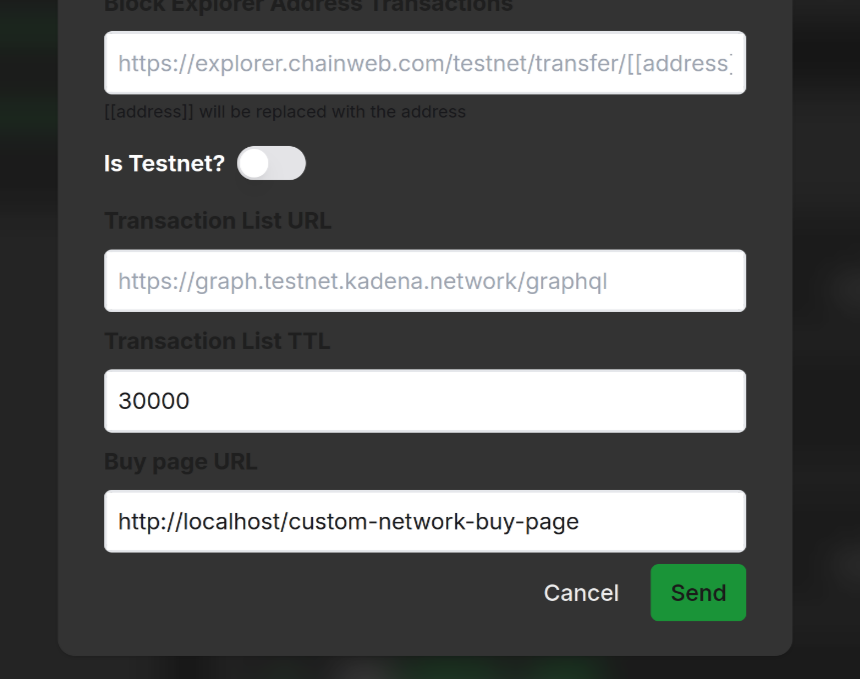 Block Explorer Address Transactions
https://explorer.chainweb.com/testnet/transfer/[[address]
[[address]] will be replaced with the address
Is Testnet?
Transaction List URL
https://graph.testnet.kadena.network/graphql
Transaction List TTL
30000
Buy page URL
http://localhost/custom-network-buy-page
Cancel Send